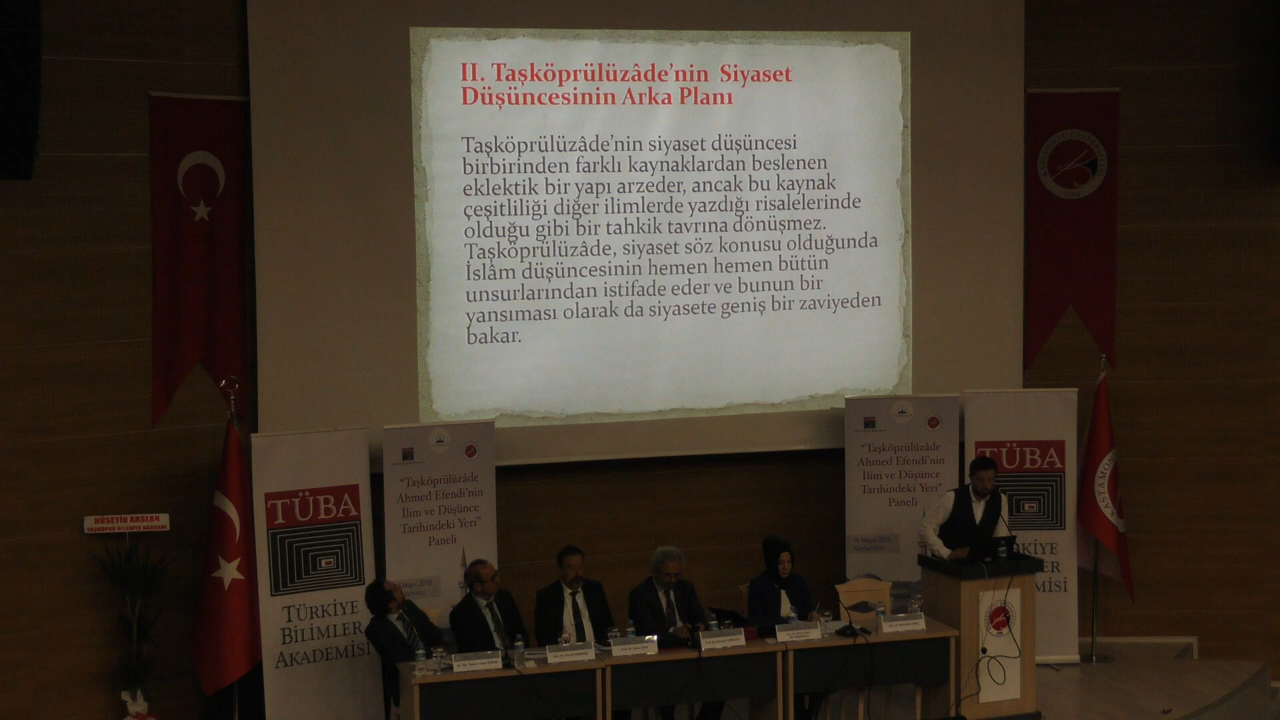 II. Taşköprülüzâde'nin Siyaset
Düşüncesinin Arka Planı
Taşköprülüzâde'nin siyaset düşüncesi
birbirinden farklı kaynaklardan beslenen
eklektik bir yapı arzeder, ancak bu kaynak
çeşitliliği diğer ilimlerde yazdığı risalelerinde
olduğu gibi bir tahkik tavrına dönüşmez.
Taşköprülüzâde, siyaset söz konusu olduğunda
İslâm düşüncesinin hemen hemen bütün
unsurlarından istifade eder ve bunun bir
yansıması olarak da siyasete geniş bir zaviyeden
bakar.
TÜBA
TÜRKİYE
BİLİMLER
AKADEMİSİ
"Taşköprülüzâde
Ahmed Efendi'nin
İlim ve Düşünce
Tarihindeki Yeri"
Paneli
"Taşköprülüzâde
Ahmed Efendi'nin
İlim ve Düşünce
Tarihindeki Yeri"
Paneli
TÜBA
HÜSEYİN ARSLAN
TAŞKÖPRÜ BELEDİYE BAŞKANI